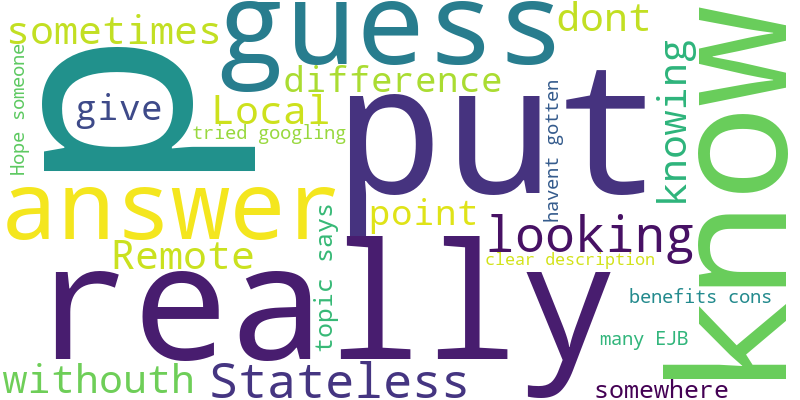 sometimes
guess
dont
know
knowing
Hope someone
p
give
difference
Local
tried googling
put
havent gotten
answer
point
looking
Remote
topic says
really
clear description
benefits cons
many EJB
withouth
Stateless
somewhere